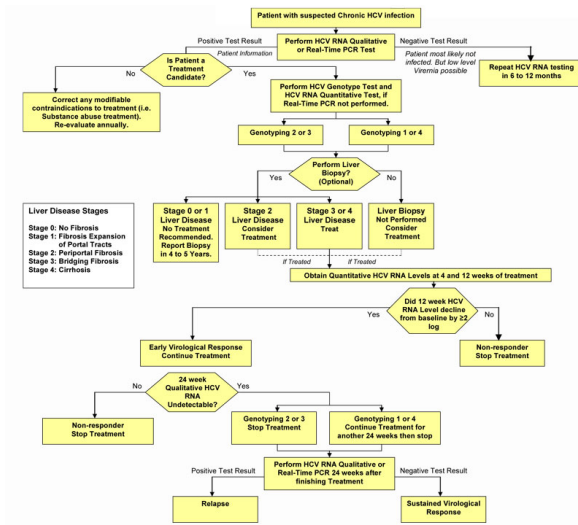 Patient with suspected Chronic HCV infection
Positive Test Result
Perform HCV RNA Qualitative
or Real-Time PCR Test
Negative Test Result
Patient Information
Patient most likely not
infected. But low level
Viremia possible
Repeat HCV RNA testing
in 6 to 12 months
No
Is Patient a
Treatment
Candidate?
Yes
Correct any modifiable
contraindications to treatment (i.e.
Substance abuse treatment).
Re-evaluate annually.
Perform HCV Genotype Test and
HCV RNA Quantitative Test, if
Real-Time PCR not performed.
Genotyping 2 or 3
Genotyping 1 or 4
Yes
Perform Liver
Biopsy?
(Optional)
No
Stage 0 or 1
Liver Disease
No Treatment
Recommended.
Report Biopsy
in 4 to 5 Years.
Stage 2
Liver Disease
Consider
Treatment
Stage 3 or 4
Liver Disease
Treat
Liver Biopsy
Not Performed
Consider
Treatment
Liver Disease Stages
Stage 0: No Fibrosis
Stage 1: Fibrosis Expansion
of Portal Tracts
Stage 2: Periportal Fibrosis
Stage 3: Bridging Fibrosis
Stage 4: Cirrhosis
If Treated
If Treated
Obtain Quantitative HCV RNA Levels at 4 and 12 weeks of treatment
Yes
Did 12 week HCV
RNA Level decline
from baseline by ≥2
log
No
Early Virological Response
Continue Treatment
Non-responder
Stop Treatment
No
24 week
Qualitative HCV
RNA
Undetectable?
Yes
Non-responder
Stop Treatment
Genotyping 2 or 3
Stop Treatment
Genotyping 1 or 4
Continue Treatment for
another 24 weeks then stop
Positive Test Result
Perform HCV RNA Qualitative or
Real-Time PCR 24 weeks after
finishing Treatment
Negative Test Result
Relapse
Sustained Virological
Response